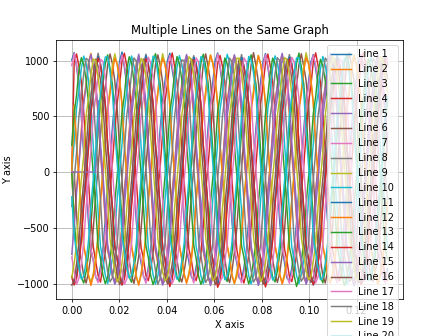 Multiple Lines on the Same Graph
Y axis
1000
500
0
−500
−1000
0.00
0.02
0.04
0.06
0.08
0.10
X axis
Line 1
Line 2
Line 3
Line 4
Line 5
Line 6
Line 7
Line 8
Line 9
Line 10
Line 11
Line 12
Line 13
Line 14
Line 15
Line 16
Line 17
Line 18
Line 19
Line 20